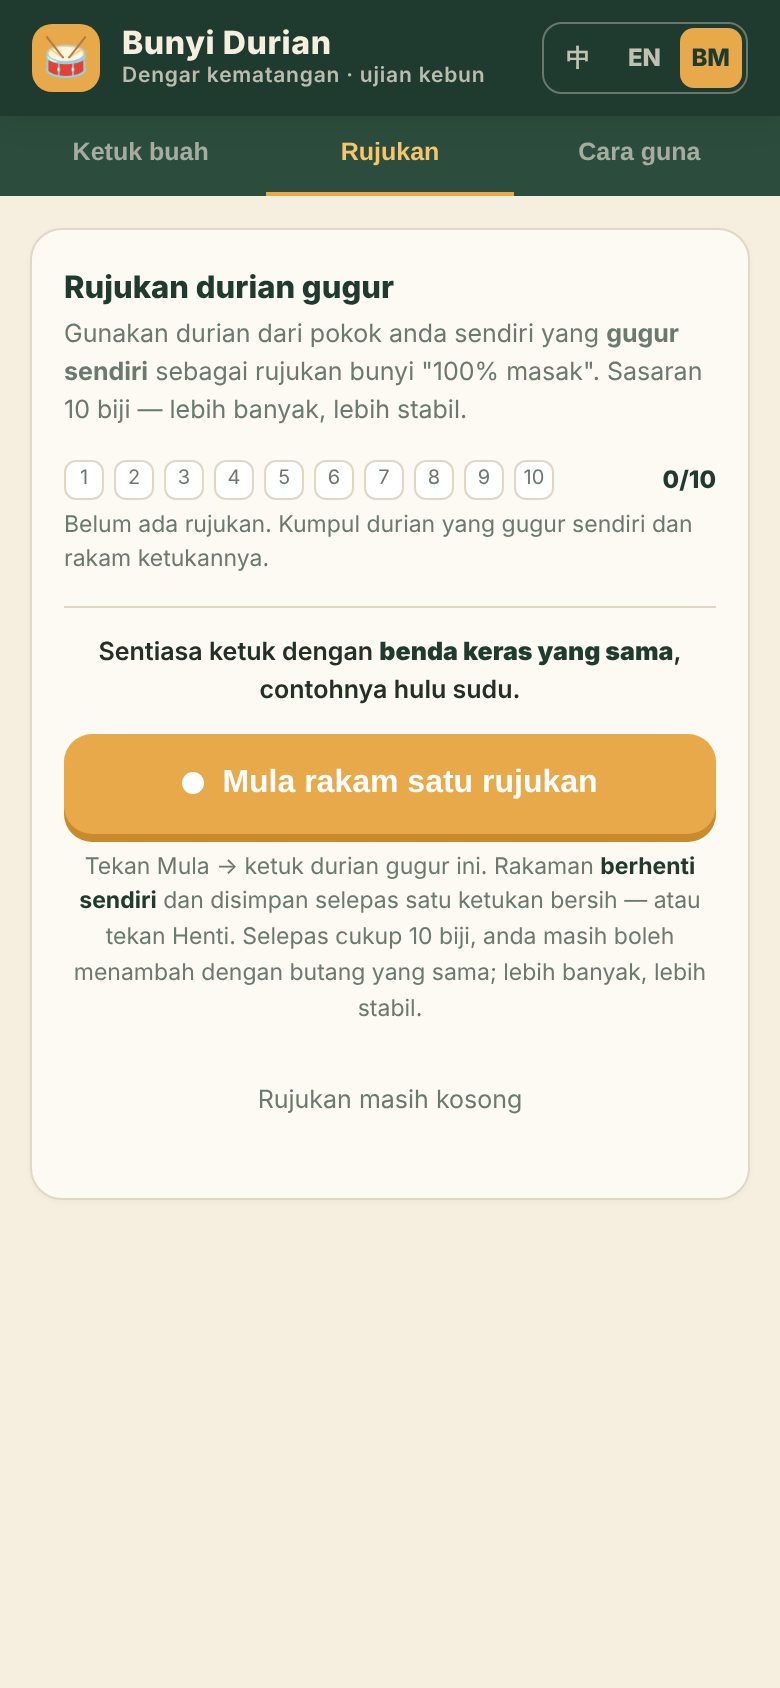 Bunyi Durian
Dengar kematangan · ujian kebun
中 EN BM
Ketuk buah Rujukan Cara guna
Rujukan durian gugur
Gunakan durian dari pokok anda sendiri yang gugur
sendiri sebagai rujukan bunyi "100% masak". Sasaran
10 biji — lebih banyak, lebih stabil.
1 2 3 4 5 6 7 8 9 10 0/10
Belum ada rujukan. Kumpul durian yang gugur sendiri dan
rakam ketukannya.
Sentiasa ketuk dengan benda keras yang sama,
contohnya hulu sudu.
Mula rakam satu rujukan
Tekan Mula → ketuk durian gugur ini. Rakaman berhenti
sendiri dan disimpan selepas satu ketukan bersih — atau
tekan Henti. Selepas cukup 10 biji, anda masih boleh
menambah dengan butang yang sama; lebih banyak, lebih
stabil.
Rujukan masih kosong